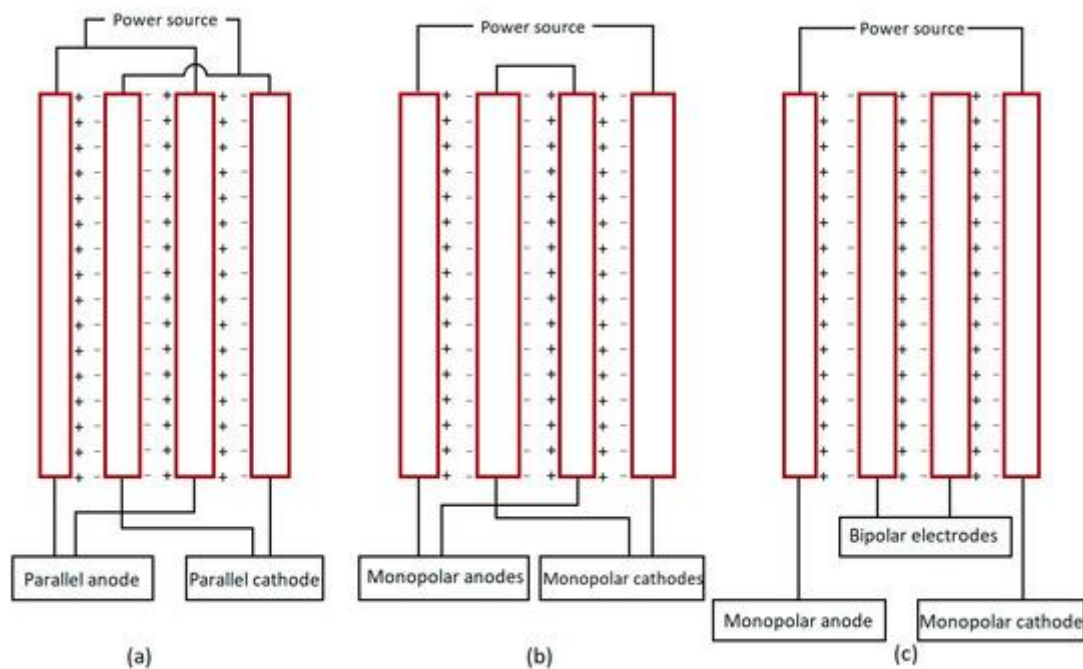 Power source
Power source
Power source
Parallel anode
Parallel cathode
Monopolar anodes
Monopolar cathodes
Bipolar electrodes
Monopolar anode
Monopolar cathode
(a)
(b)
(c)